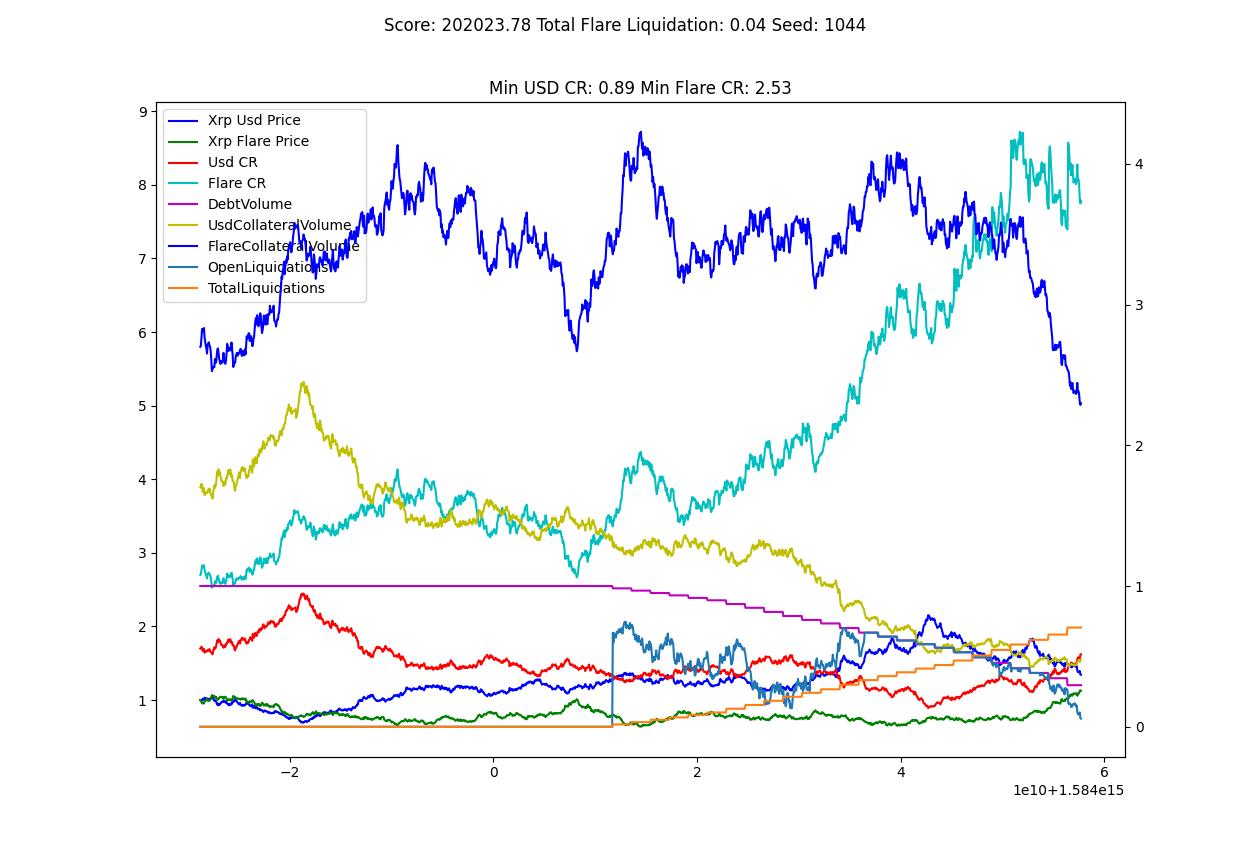 Score: 202023.78 Total Flare Liquidation: 0.04 Seed: 1044
Min USD CR: 0.89 Min Flare CR: 2.53
Xrp Usd Price
Xrp Flare Price
Usd CR
Flare CR
DebtVolume
UsdCollateralVolume
FlareCollateralVolume
OpenLiquidations
TotalLiquidations
9
8
7
6
5
4
3
2
1
4
3
2
1
0
−2
0
2
4
6
1e10+1.584e15